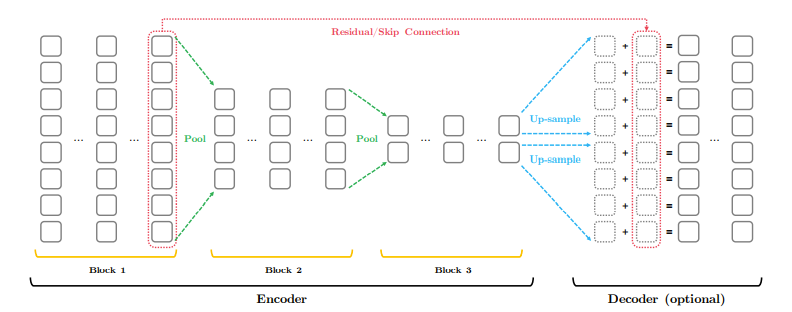 Residual/Skip Connection
+ =
+ =
+ =
Up-sample
... ... Pool ... ... Pool ... ... + = ...
+ =
Up-sample
+ =
+ =
+ =
Block 1 Block 2 Block 3
Encoder Decoder (optional)